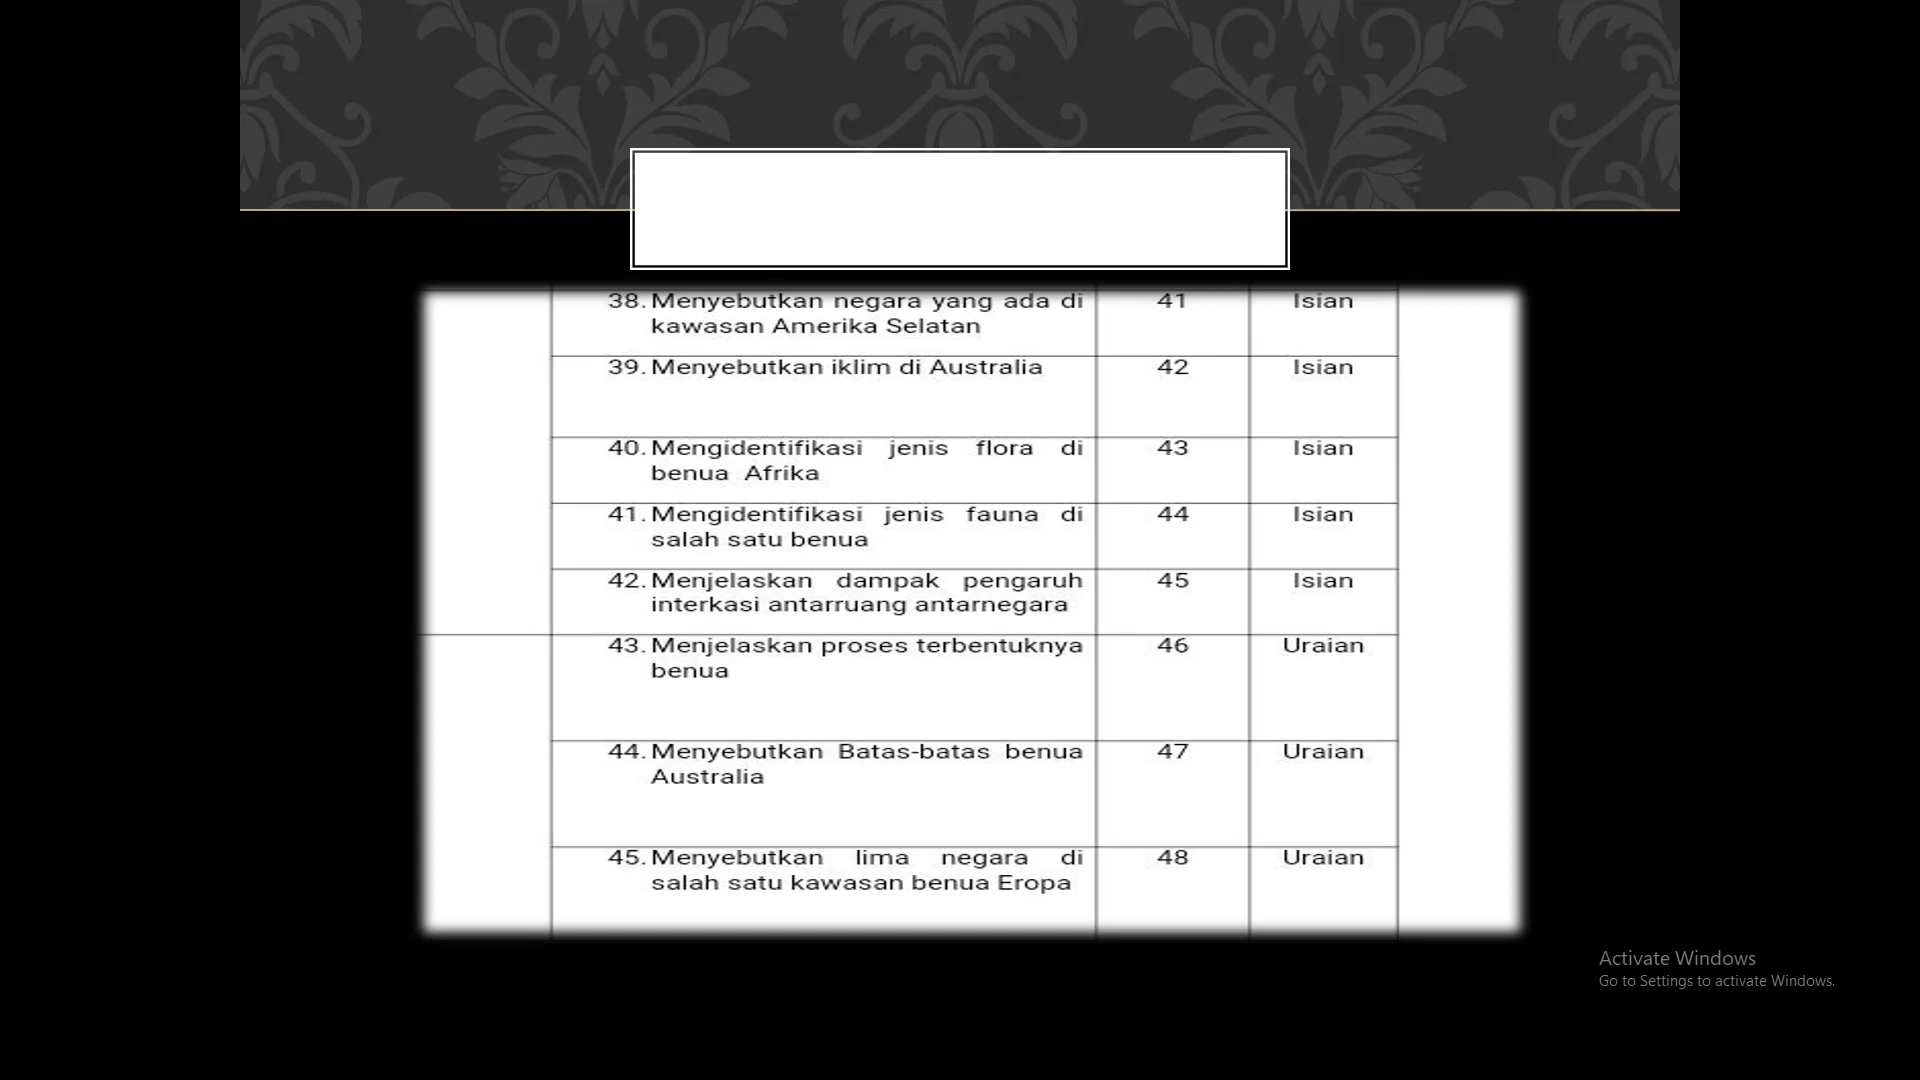 38. Menyebutkan negara yang ada di 41 Isian
kawasan Amerika Selatan
39. Menyebutkan iklim di Australia 42 Isian
40. Mengidentifikasi jenis flora di 43 Isian
benua Afrika
41. Mengidentifikasi jenis fauna di 44 Isian
salah satu benua
42. Menjelaskan dampak pengaruh 45 Isian
interkasi antarruang antarnegara
43. Menjelaskan proses terbentuknya 46 Uraian
benua
44. Menyebutkan Batas-batas benua 47 Uraian
Australia
45. Menyebutkan lima negara di 48 Uraian
salah satu kawasan benua Eropa
Activate Windows
Go to Settings to activate Windows.